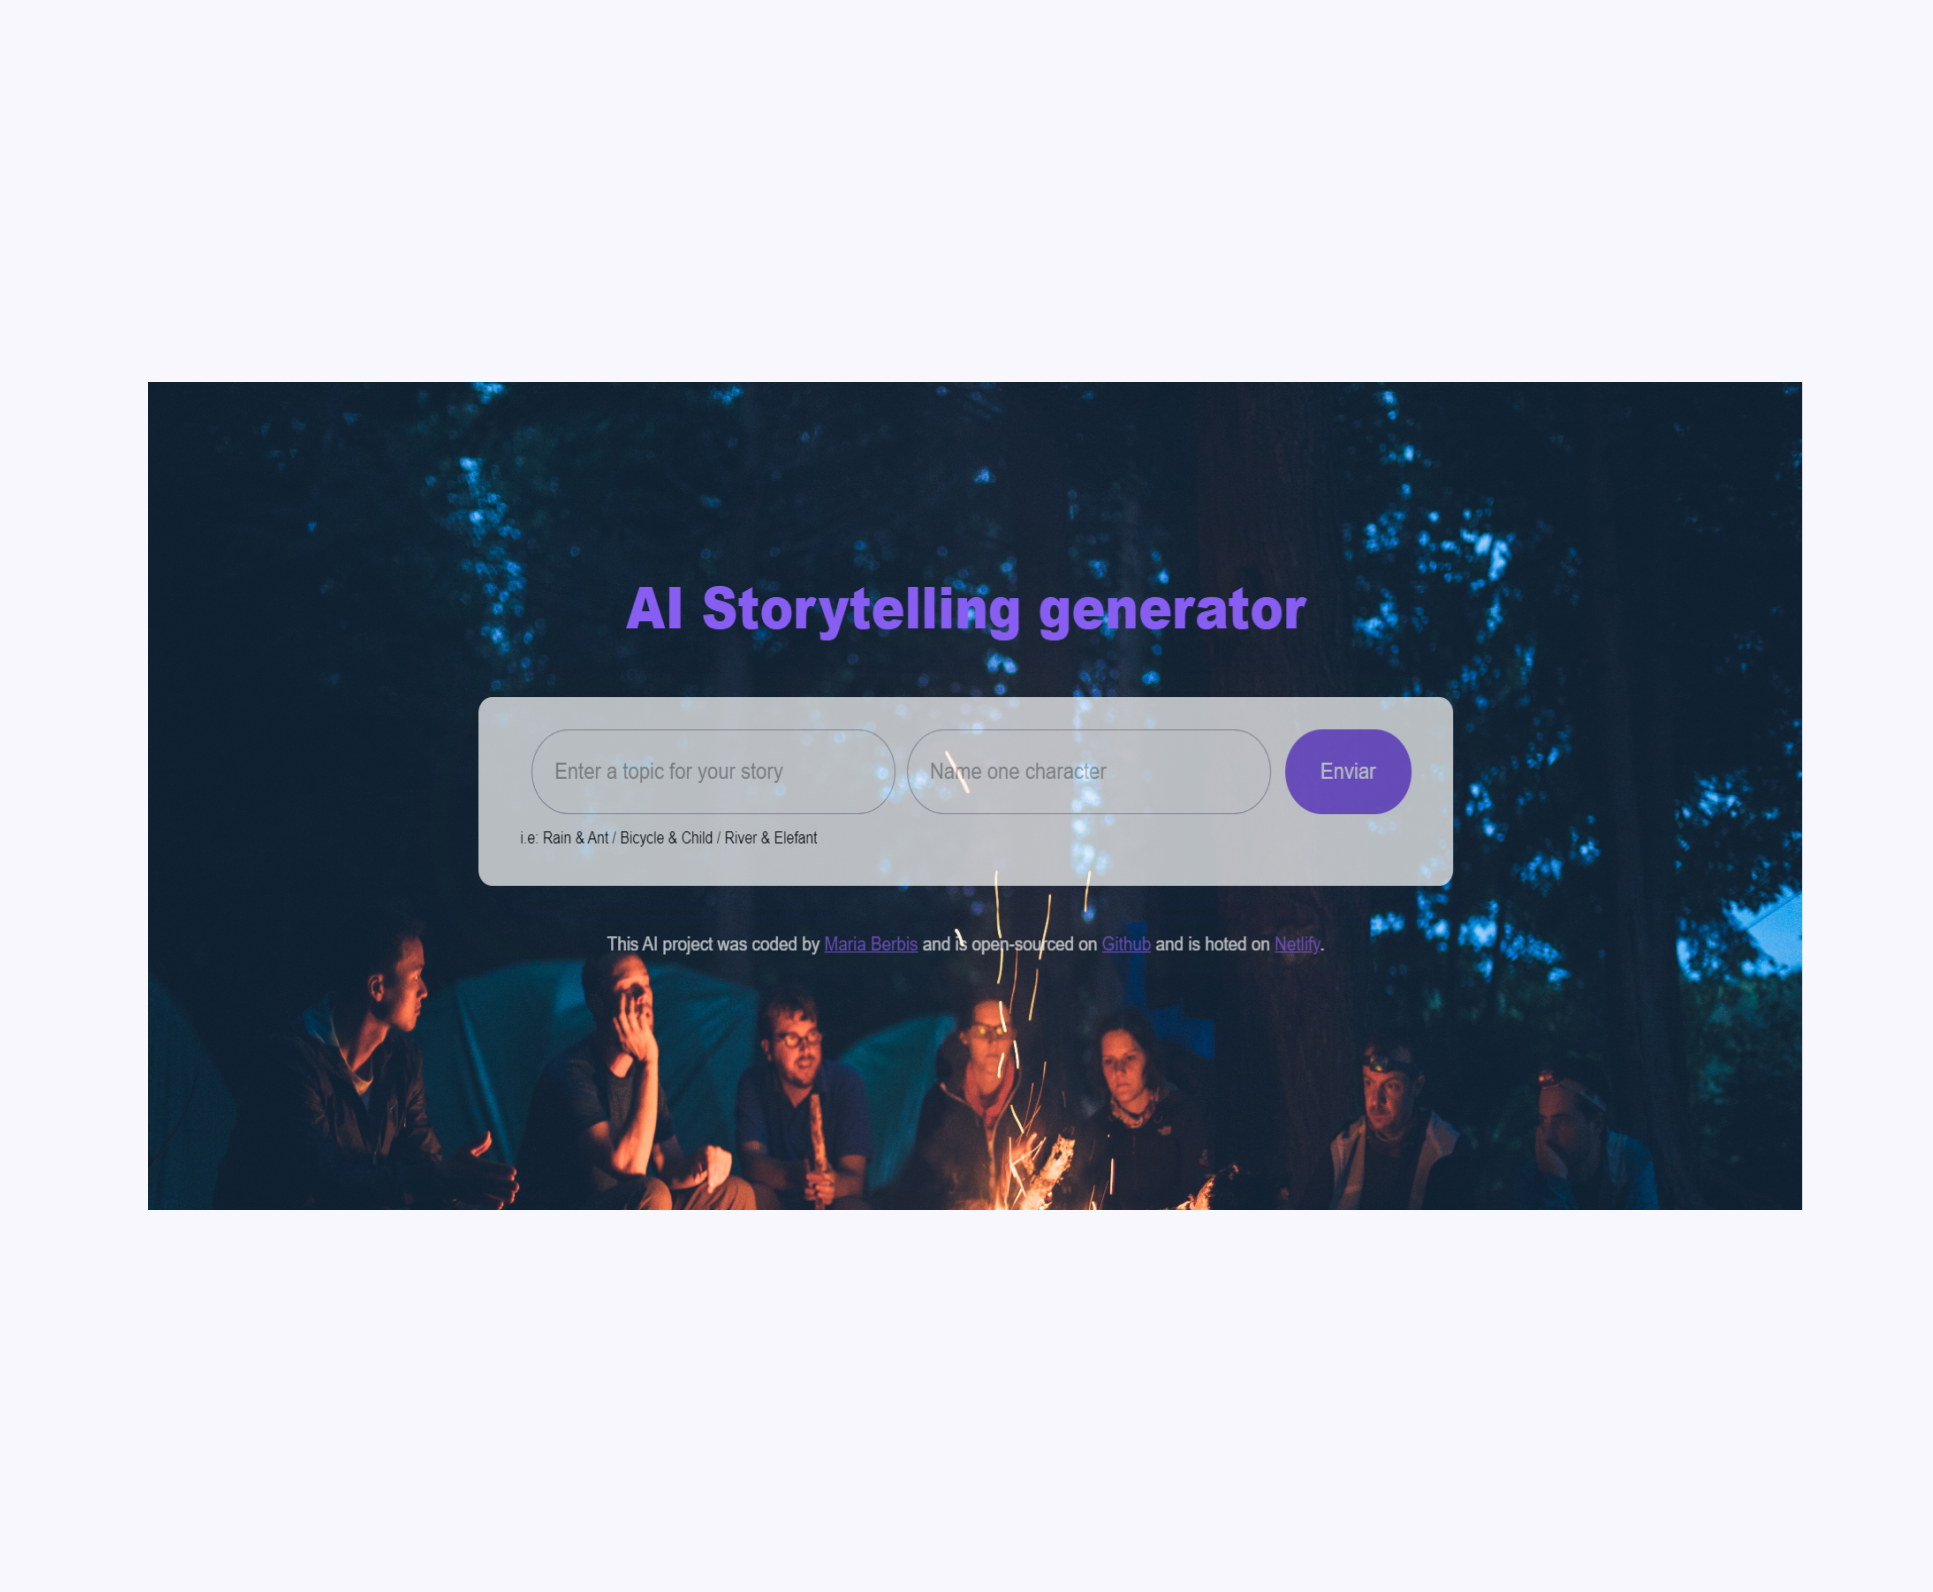 AI Storytelling generator
Enter a topic for your story
Name one character
Enviar
i.e: Rain & Ant / Bicycle & Child / River & Elefant
This AI project was coded by Maria Berbis and is open-sourced on Github and is hoted on Netlify.